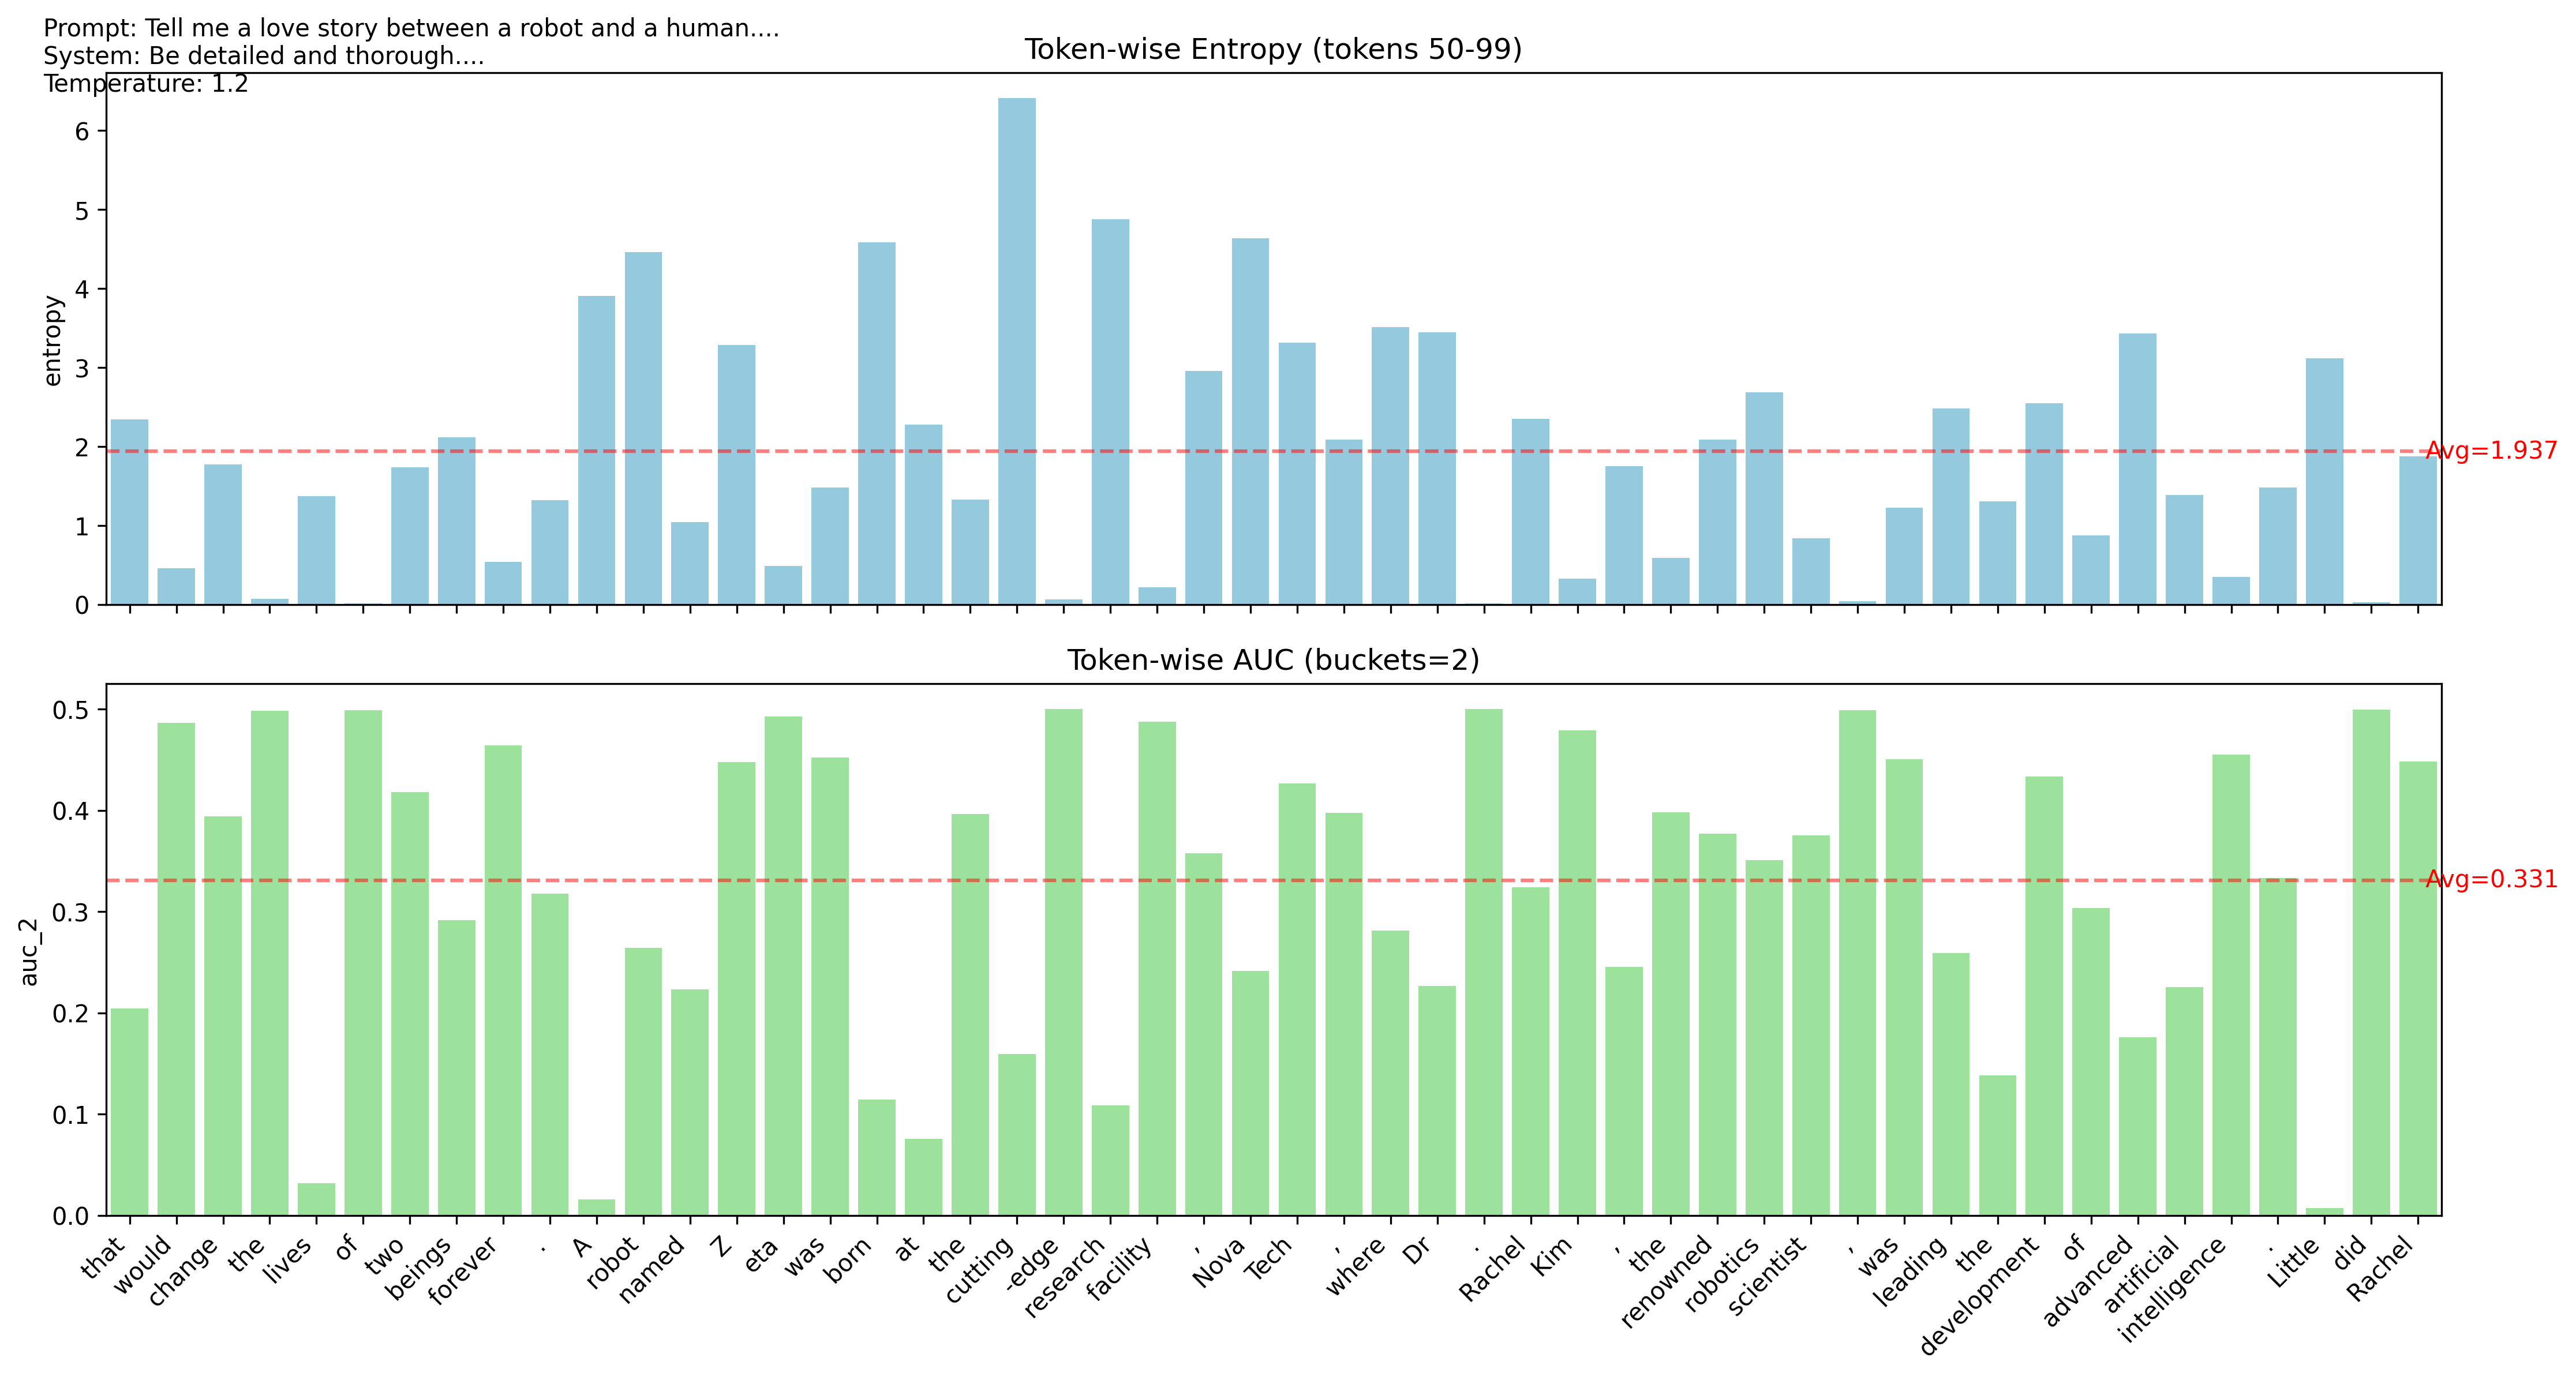 Prompt: Tell me a love story between a robot and a human....
System: Be detailed and thorough....
Temperature: 1.2
Token-wise Entropy (tokens 50-99)
entropy
6
5
4
3
2
1
0
Avg=1.937
Token-wise AUC (buckets=2)
auc_2
0.5
0.4
0.3
0.2
0.1
0.0
Avg=0.331
that
would
change
the
lives
of
two
beings
forever
.
A
robot
named
Z
eta
was
born
at
the
cutting
-edge
research
facility
,
Nova
Tech
,
where
Dr
.
Rachel
Kim
,
the
renowned
robotics
scientist
,
was
leading
the
development
of
advanced
artificial
intelligence
.
Little
did
Rachel